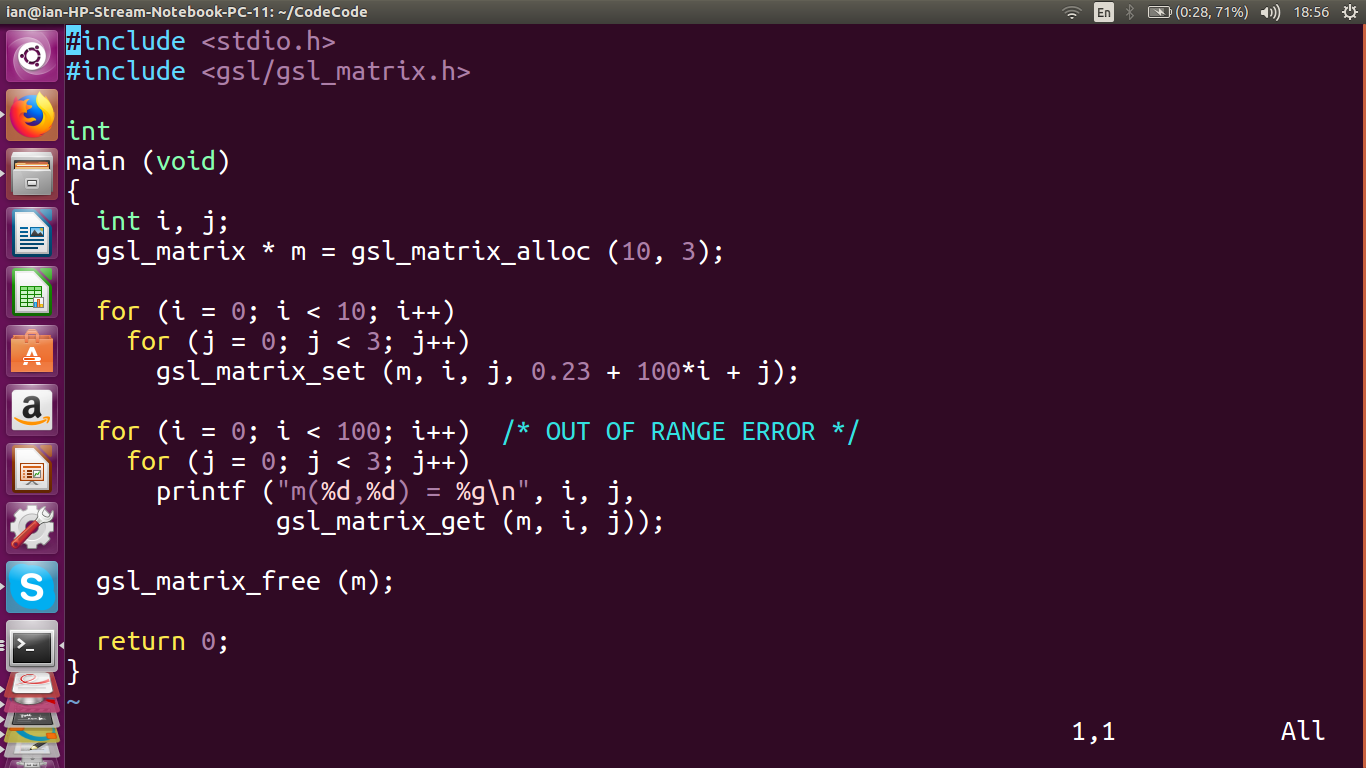 ian@ian-HP-Stream-Notebook-PC-11: ~/CodeCode En (0:28, 71%) 18:56
#include <stdio.h>
#include <gsl/gsl_matrix.h>
int
main (void)
{
  int i, j;
  gsl_matrix * m = gsl_matrix_alloc (10, 3);
  for (i = 0; i < 10; i++)
    for (j = 0; j < 3; j++)
      gsl_matrix_set (m, i, j, 0.23 + 100*i + j);
  for (i = 0; i < 100; i++)  /* OUT OF RANGE ERROR */
    for (j = 0; j < 3; j++)
      printf ("m(%d,%d) = %g\n", i, j,
              gsl_matrix_get (m, i, j));
  gsl_matrix_free (m);
  return 0;
}
~
1,1 All